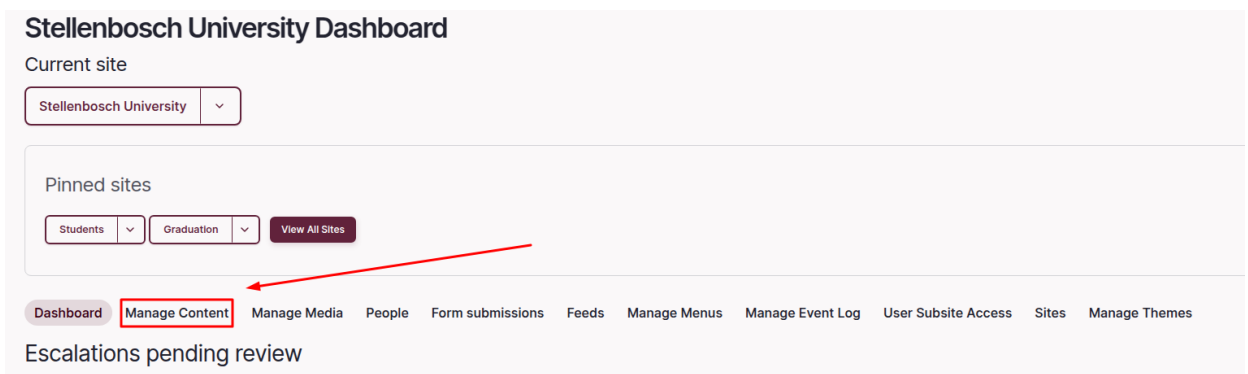 Stellenbosch University Dashboard
Current site
Stellenbosch University
Pinned sites
Students Graduation View All Sites
Dashboard Manage Content Manage Media People Form submissions Feeds Manage Menus Manage Event Log User Subsite Access Sites Manage Themes
Escalations pending review